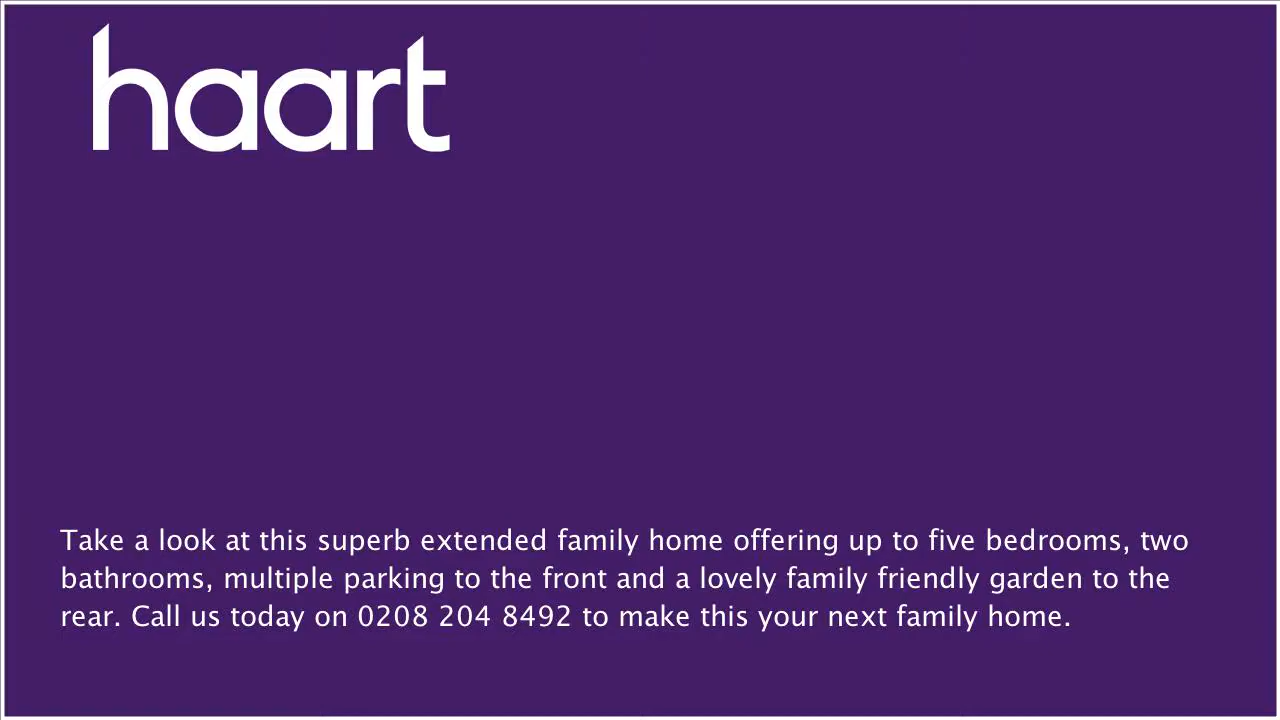 haart
Take a look at this superb extended family home offering up to five bedrooms, two
bathrooms, multiple parking to the front and a lovely family friendly garden to the
rear. Call us today on 0208 204 8492 to make this your next family home.